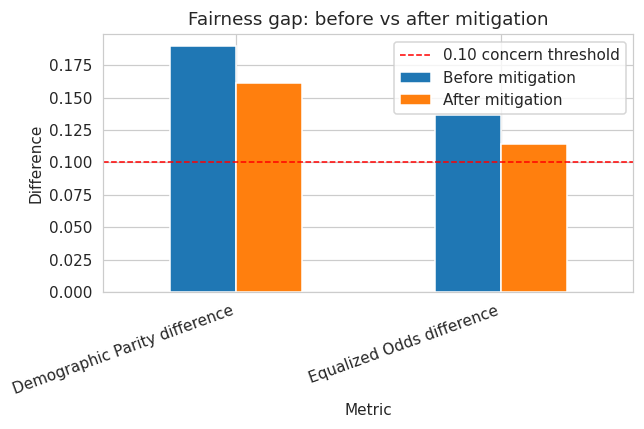 Fairness gap: before vs after mitigation
0.10 concern threshold
Before mitigation
After mitigation
Difference
0.175
0.150
0.125
0.100
0.075
0.050
0.025
0.000
Demographic Parity difference
Equalized Odds difference
Metric